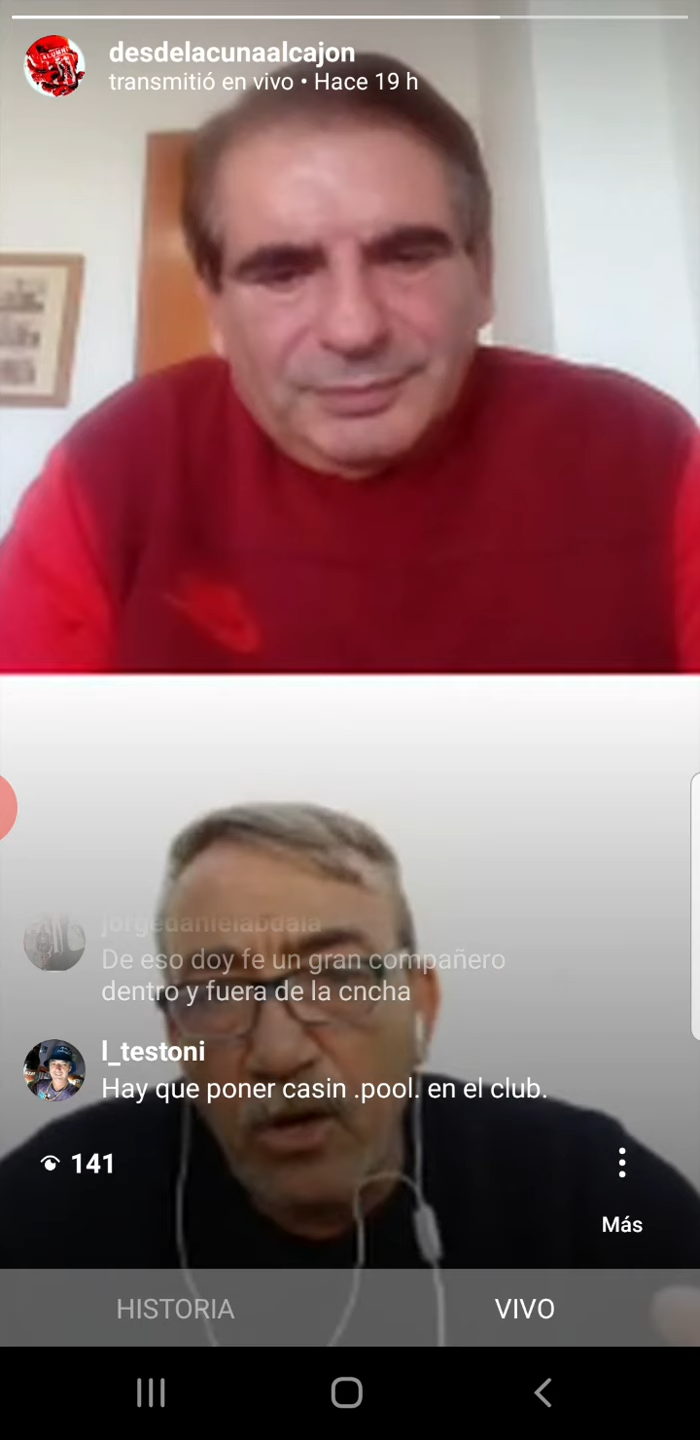 desdelacunaalcajon
transmitió en vivo • Hace 19 h
jorgedanielabdala
De eso doy fe un gran compañero
dentro y fuera de la cncha
l_testoni
Hay que poner casin .pool. en el club.
141
Más
HISTORIA
VIVO